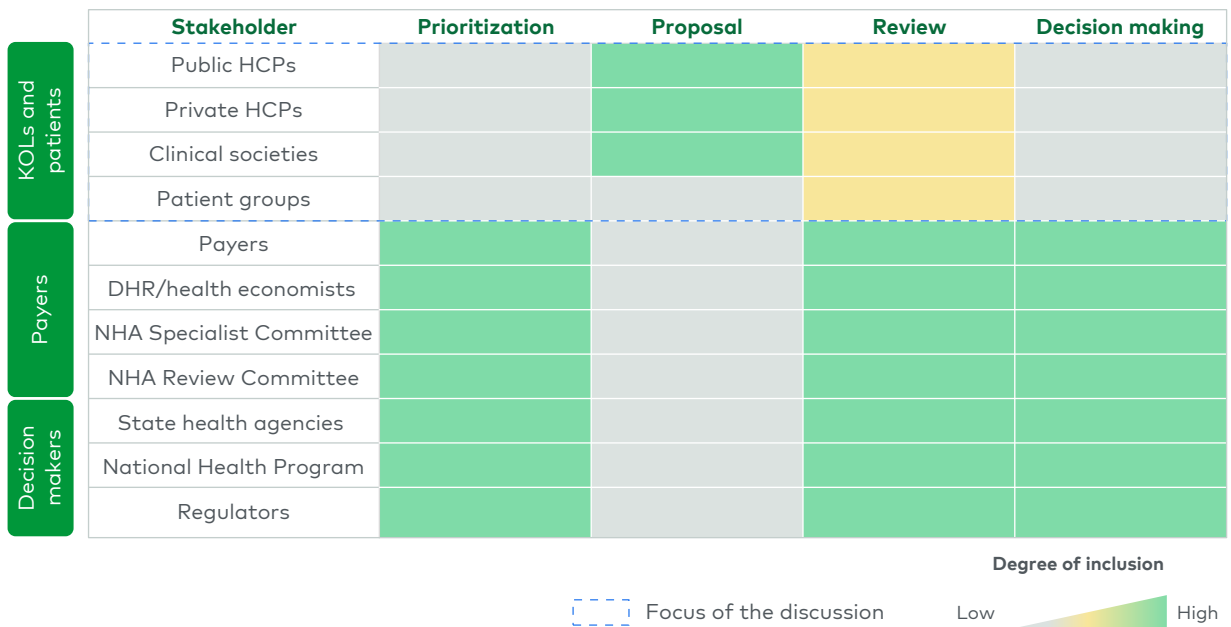 Stakeholder Prioritization Proposal Review Decision making
KOLs and
patients
Public HCPs
Private HCPs
Clinical societies
Patient groups
Payers
Payers
DHR/health economists
NHA Specialist Committee
NHA Review Committee
Decision
makers
State health agencies
National Health Program
Regulators
Degree of inclusion
Focus of the discussion
Low High